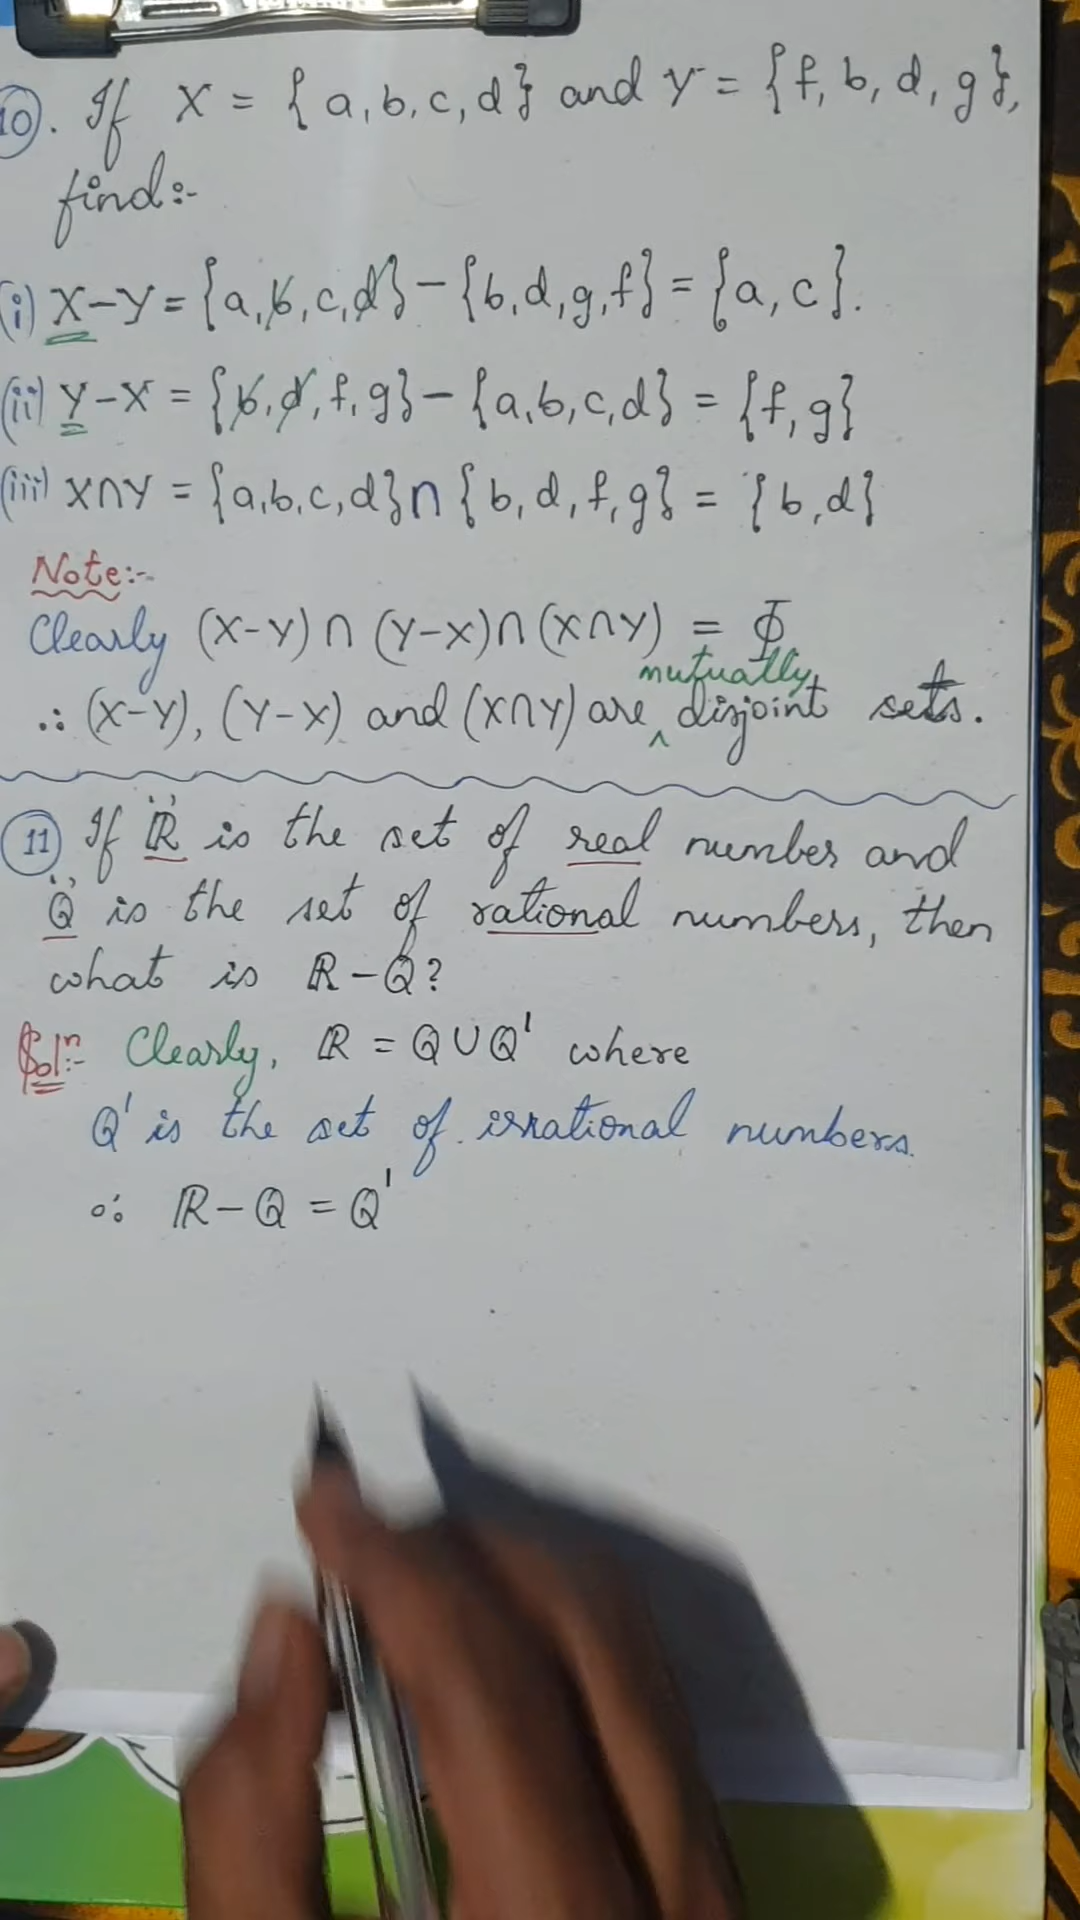 10. If X = { a, b, c, d } and Y = { f, b, d, g },
find:-
(i) X-Y = {a, b, c, d} - {b, d, g, f} = {a, c}.
(ii) Y-X = {b, d, f, g} - {a, b, c, d} = {f, g}
(iii) X∩Y = {a, b, c, d} ∩ {b, d, f, g} = {b, d}
Note:-
Clearly (X-Y) ∩ (Y-X) ∩ (X∩Y) = Φ
mutually
∴ (X-Y), (Y-X) and (X∩Y) are ^ disjoint sets.
11 If ℝ is the set of real number and
ℚ is the set of rational numbers, then
what is ℝ - ℚ?
Solⁿ:- Clearly, ℝ = ℚ ∪ ℚ' where
ℚ' is the set of irrational numbers.
∴ ℝ - ℚ = ℚ'